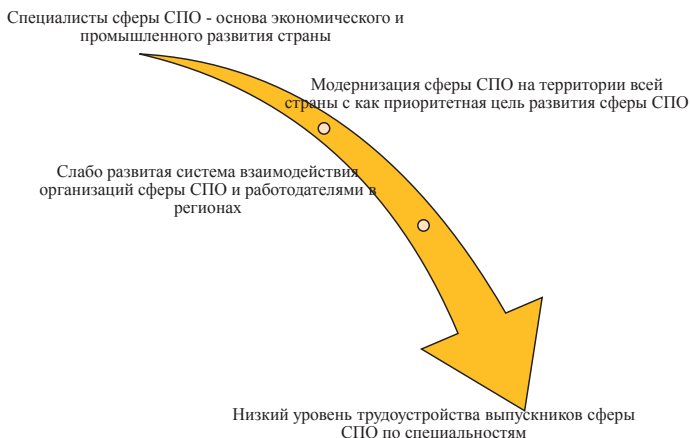 Специалисты сферы СПО - основа экономического и
промышленного развития страны
Модернизация сферы СПО на территории всей
страны с как приоритетная цель развития сферы СПО
Слабо развитая система взаимодействия
организаций сферы СПО и работодателями в
регионах
Низкий уровень трудоустройства выпускников сферы
СПО по специальностям